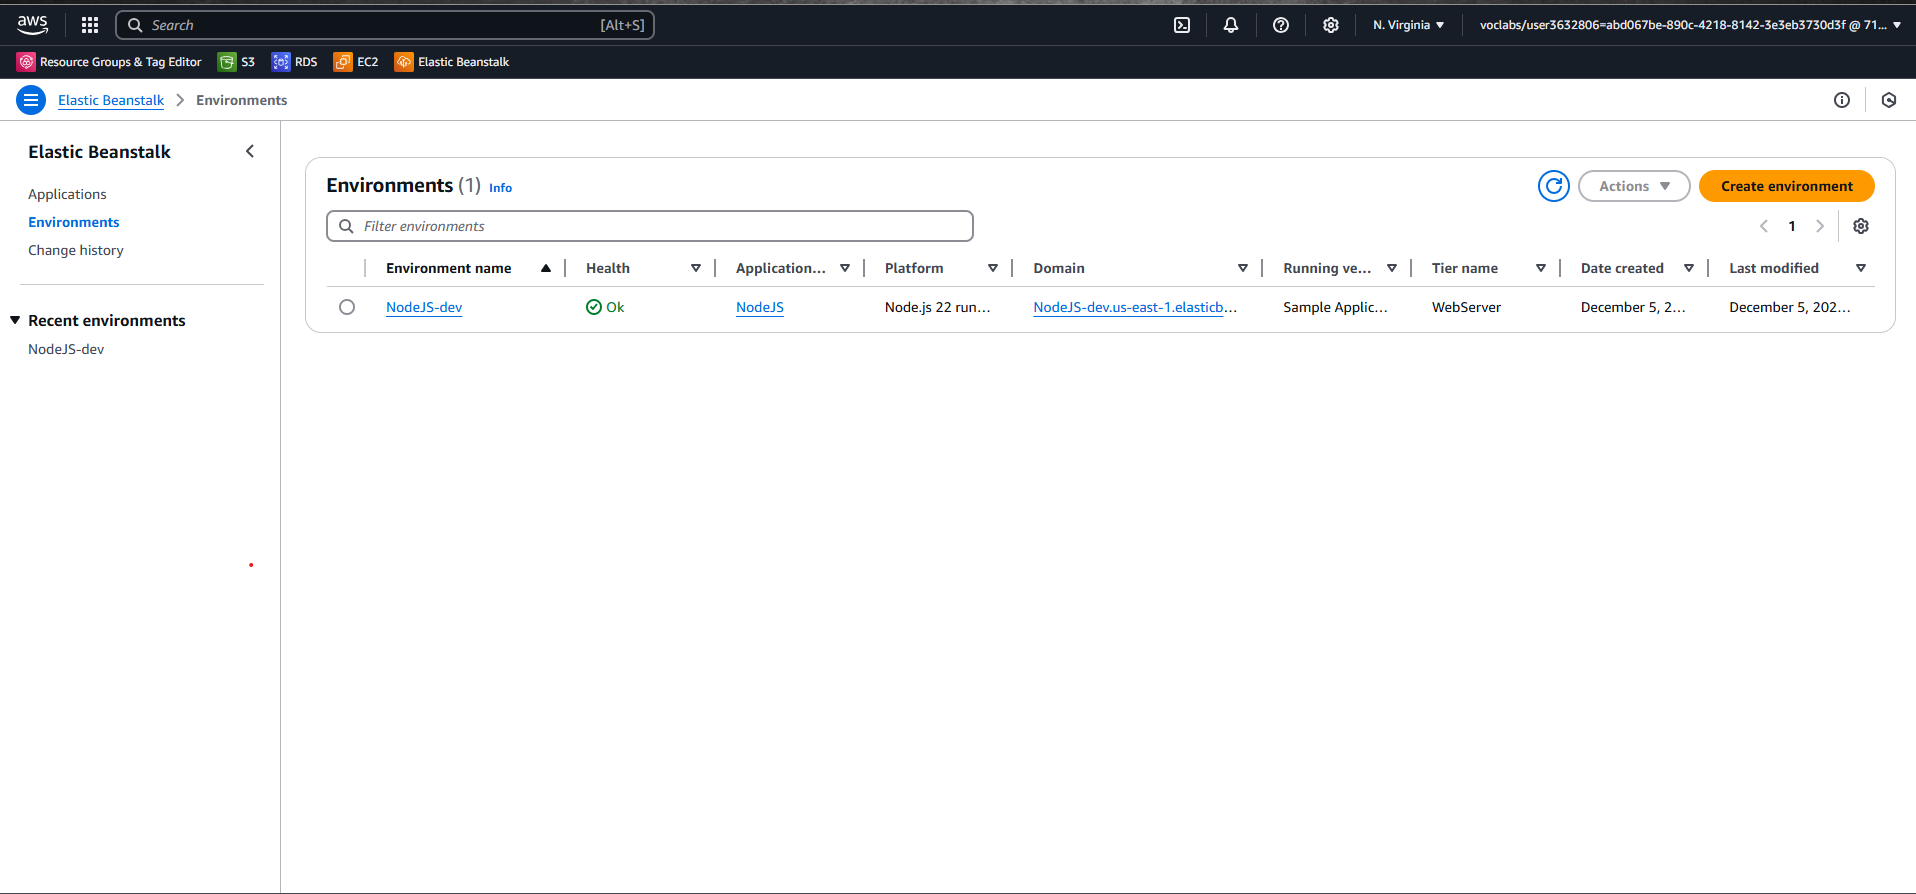 aws Search [Alt+S] N. Virginia voclabs/user3632806=abd067be-890c-4218-8142-3e3eb3730d3f @ 71...
Resource Groups & Tag Editor S3 RDS EC2 Elastic Beanstalk
Elastic Beanstalk Environments
Elastic Beanstalk
Applications
Environments
Change history
Recent environments
NodeJS-dev
Environments (1) Info Actions Create environment
Filter environments 1
Environment name Health Application... Platform Domain Running ve... Tier name Date created Last modified
NodeJS-dev Ok NodeJS Node.js 22 run... NodeJS-dev.us-east-1.elasticb... Sample Applic... WebServer December 5, 2... December 5, 202...